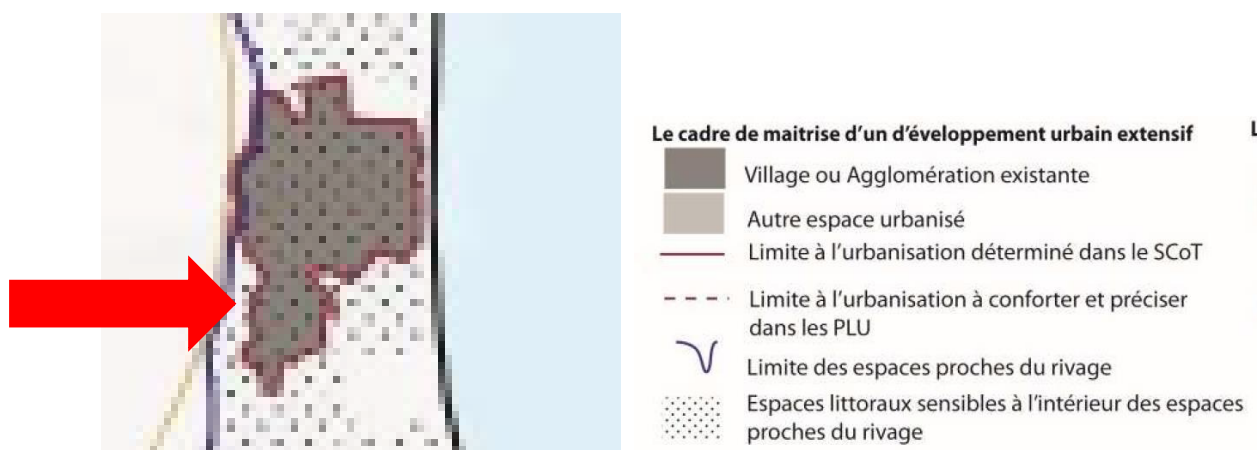 Le cadre de maitrise d'un d'éveloppement urbain extensif
L
Village ou Agglomération existante
Autre espace urbanisé
Limite à l'urbanisation déterminé dans le SCoT
Limite à l'urbanisation à conforter et préciser
dans les PLU
Limite des espaces proches du rivage
Espaces littoraux sensibles à l'intérieur des espaces
proches du rivage